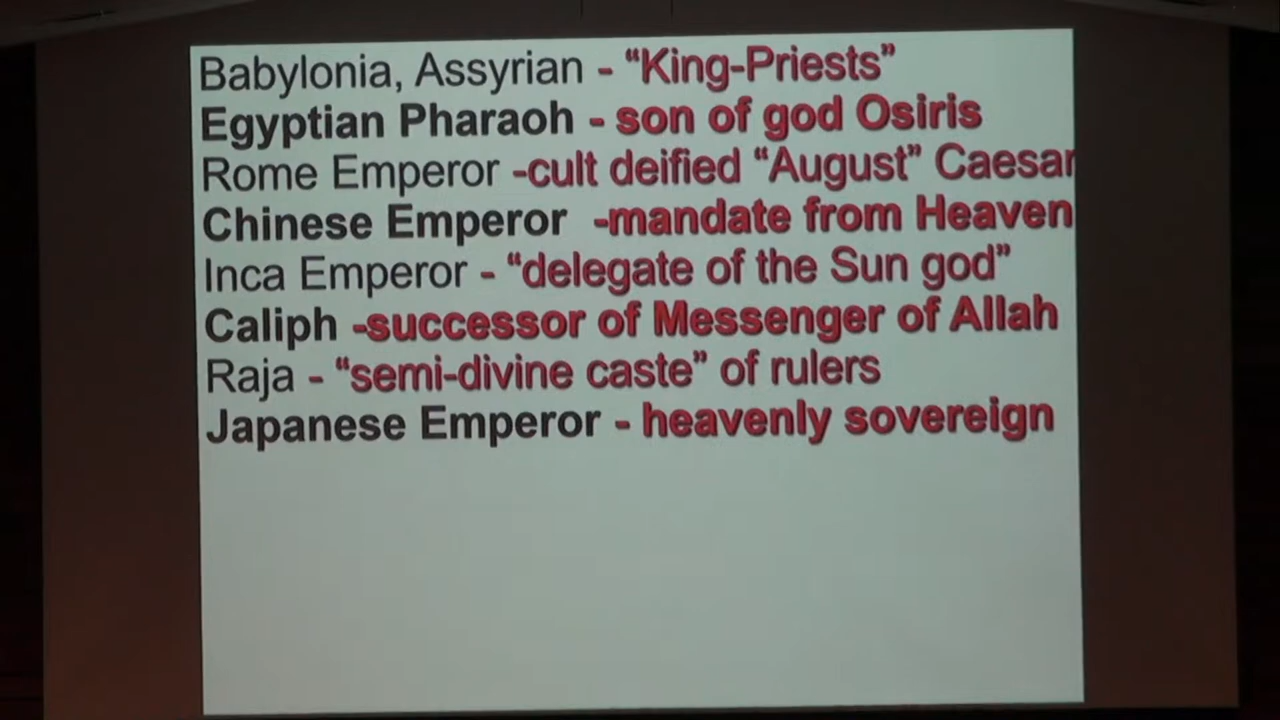 Babylonia, Assyrian - “King-Priests”
Egyptian Pharaoh - son of god Osiris
Rome Emperor -cult deified “August” Caesar
Chinese Emperor -mandate from Heaven
Inca Emperor - “delegate of the Sun god”
Caliph -successor of Messenger of Allah
Raja - “semi-divine caste” of rulers
Japanese Emperor - heavenly sovereign